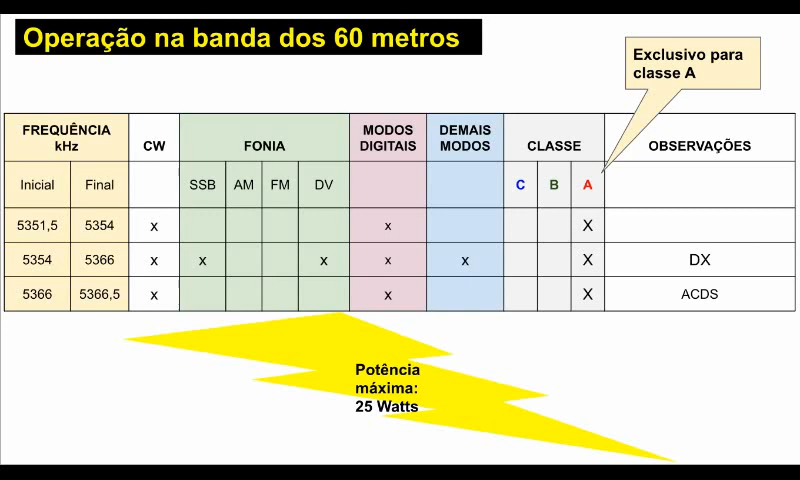 Operação na banda dos 60 metros
Exclusivo para
classe A
FREQUÊNCIA
kHz
CW
FONIA
MODOS
DIGITAIS
DEMAIS
MODOS
CLASSE
OBSERVAÇÕES
Inicial Final SSB AM FM DV C B A
5351,5 5354 x x X
5354 5366 x x x x x X DX
5366 5366,5 x x X ACDS
Potência
máxima:
25 Watts